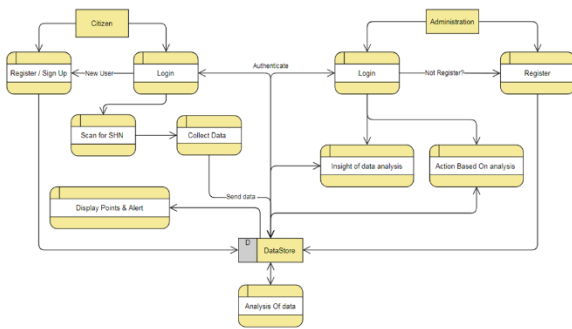 Citizen
Administration
Register / Sign Up
New User
Login
Authenticate
Login
Not Register?
Register
Scan for SHN
Collect Data
Insight of data analysis
Action Based On analysis
Send data
Display Points & Alert
D
DataStore
Analysis Of data